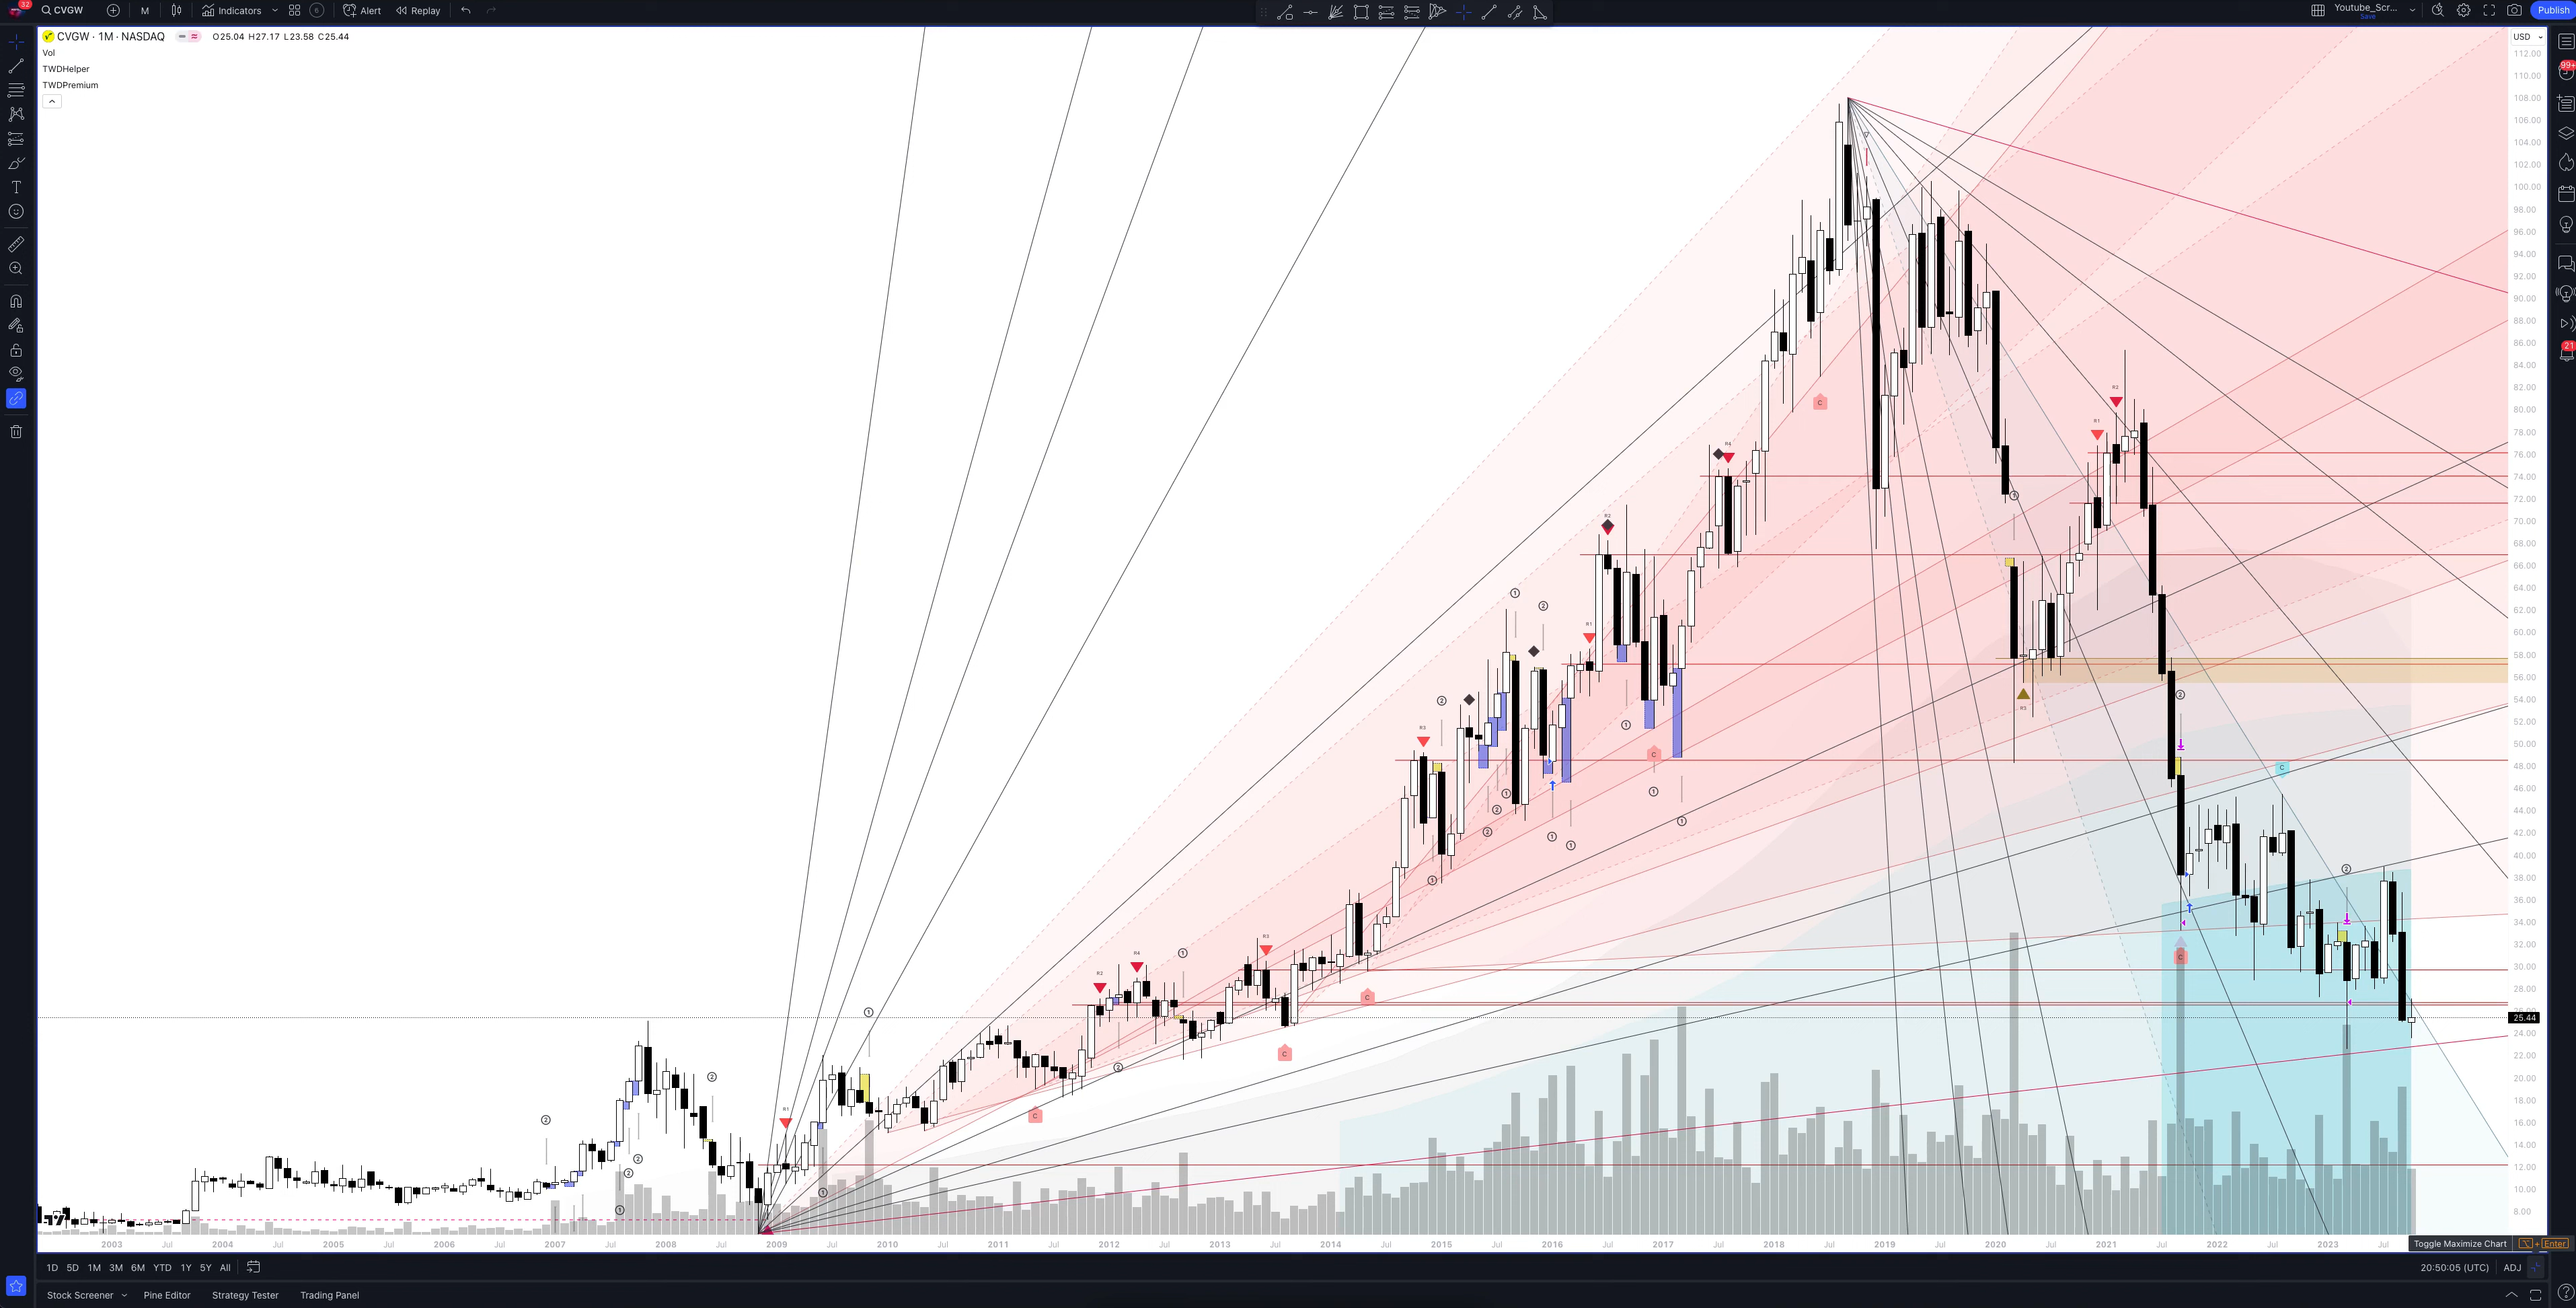 32
CVGW
M
Indicators
Alert
Replay
Youtube_Scr...
Save
Publish
CVGW · 1M · NASDAQ
O25.04 H27.17 L23.58 C25.44
Vol
TWDHelper
TWDPremium
USD
112.00
110.00
108.00
106.00
104.00
102.00
100.00
98.00
96.00
94.00
92.00
90.00
88.00
86.00
84.00
82.00
80.00
78.00
76.00
74.00
72.00
70.00
68.00
66.00
64.00
62.00
60.00
58.00
56.00
54.00
52.00
50.00
48.00
46.00
44.00
42.00
40.00
38.00
36.00
34.00
32.00
30.00
28.00
25.44
24.00
22.00
20.00
18.00
16.00
14.00
12.00
10.00
8.00
99+
21
2003 Jul 2004 Jul 2005 Jul 2006 Jul 2007 Jul 2008 Jul 2009 Jul 2010 Jul 2011 Jul 2012 Jul 2013 Jul 2014 Jul 2015 Jul 2016 Jul 2017 Jul 2018 Jul 2019 Jul 2020 Jul 2021 Jul 2022 Jul 2023 Jul
Toggle Maximize Chart ⌥ + Enter
1D 5D 1M 3M 6M YTD 1Y 5Y All
20:50:05 (UTC) ADJ
Stock Screener Pine Editor Strategy Tester Trading Panel